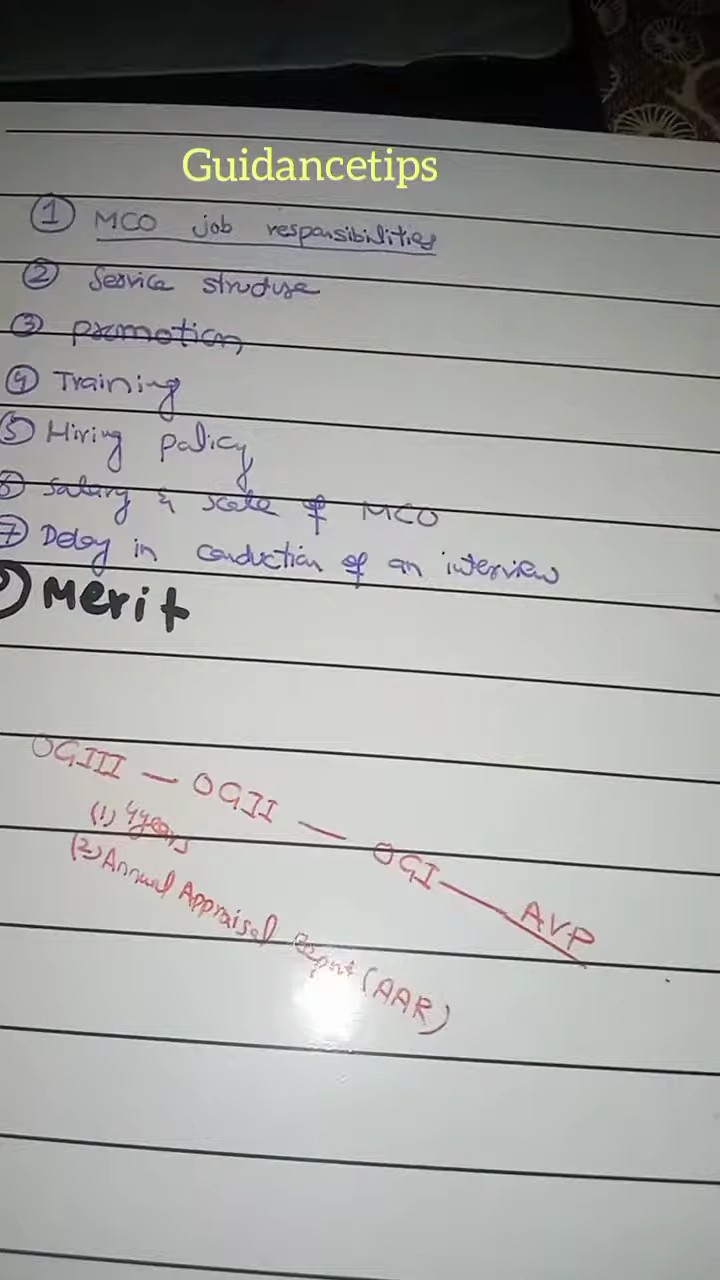 Guidancetips
① MCO job responsibilities
② Service structure
③ promotion
④ Training
⑤ Hiring policy
⑥ Salary & scale of MCO
⑦ Delay in conduction of an interview
Merit
OGIII — OGII — OGI — AVP
(1) 4years
(2) Annual Appraisal Report (AAR)